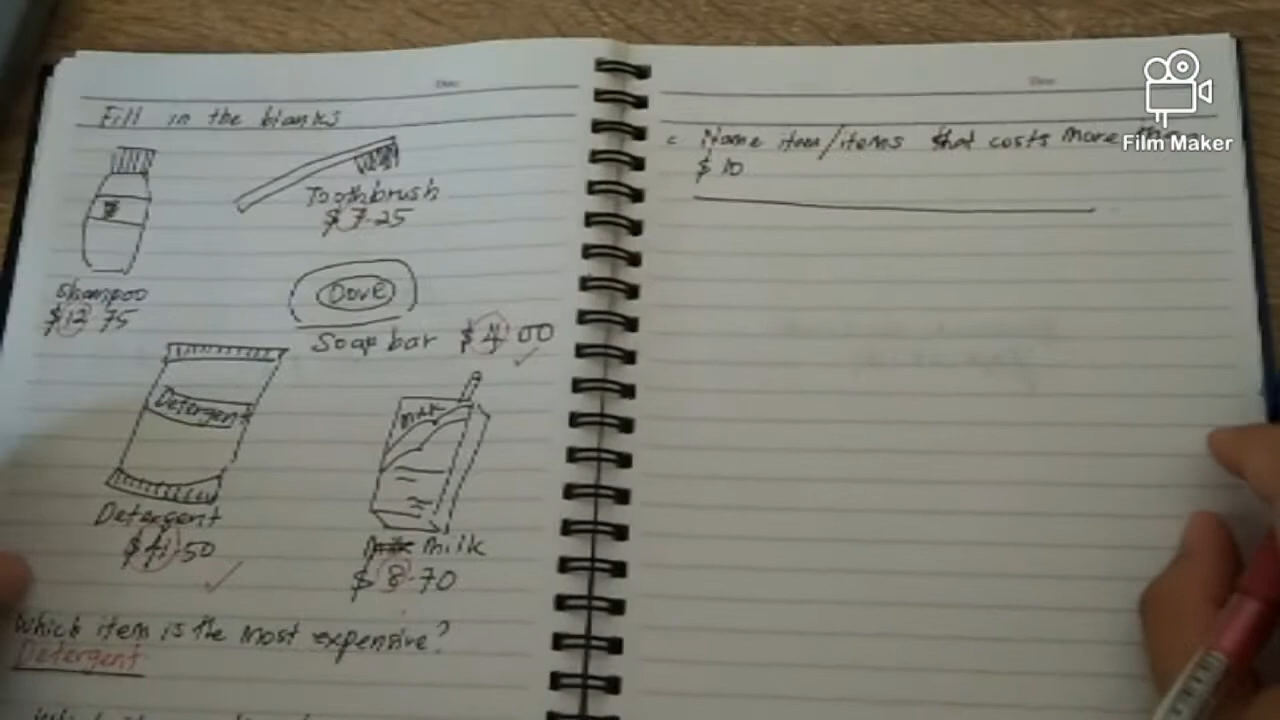 Fill in the blanks
Toothbrush
$ 7.25
Shampoo
$12 75
Dove
Soap bar $4 00
Detergent
Detergent
$ 41.50
Milk
milk
$ 8.70
Which item is the most expensive?
Detergent
c Name item/items that costs more than
$ 10
Film Maker